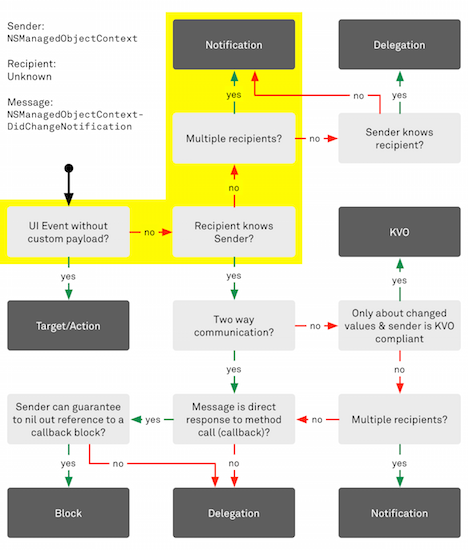 Sender:
NSManagedObjectContext
Recipient:
Unknown
Message:
NSManagedObjectContext-
DidChangeNotification
Notification
Delegation
yes
no
yes
Multiple recipients?
no
Sender knows
recipient?
no
UI Event without
custom payload?
no
Recipient knows
Sender?
KVO
yes
yes
yes
Target/Action
Two way
communication?
no
Only about changed
values & sender is KVO
compliant
yes
no
Sender can guarantee
to nil out reference to a
callback block?
yes
Message is direct
response to method
call (callback)?
no
Multiple recipients?
yes
no
no
yes
Block
Delegation
Notification